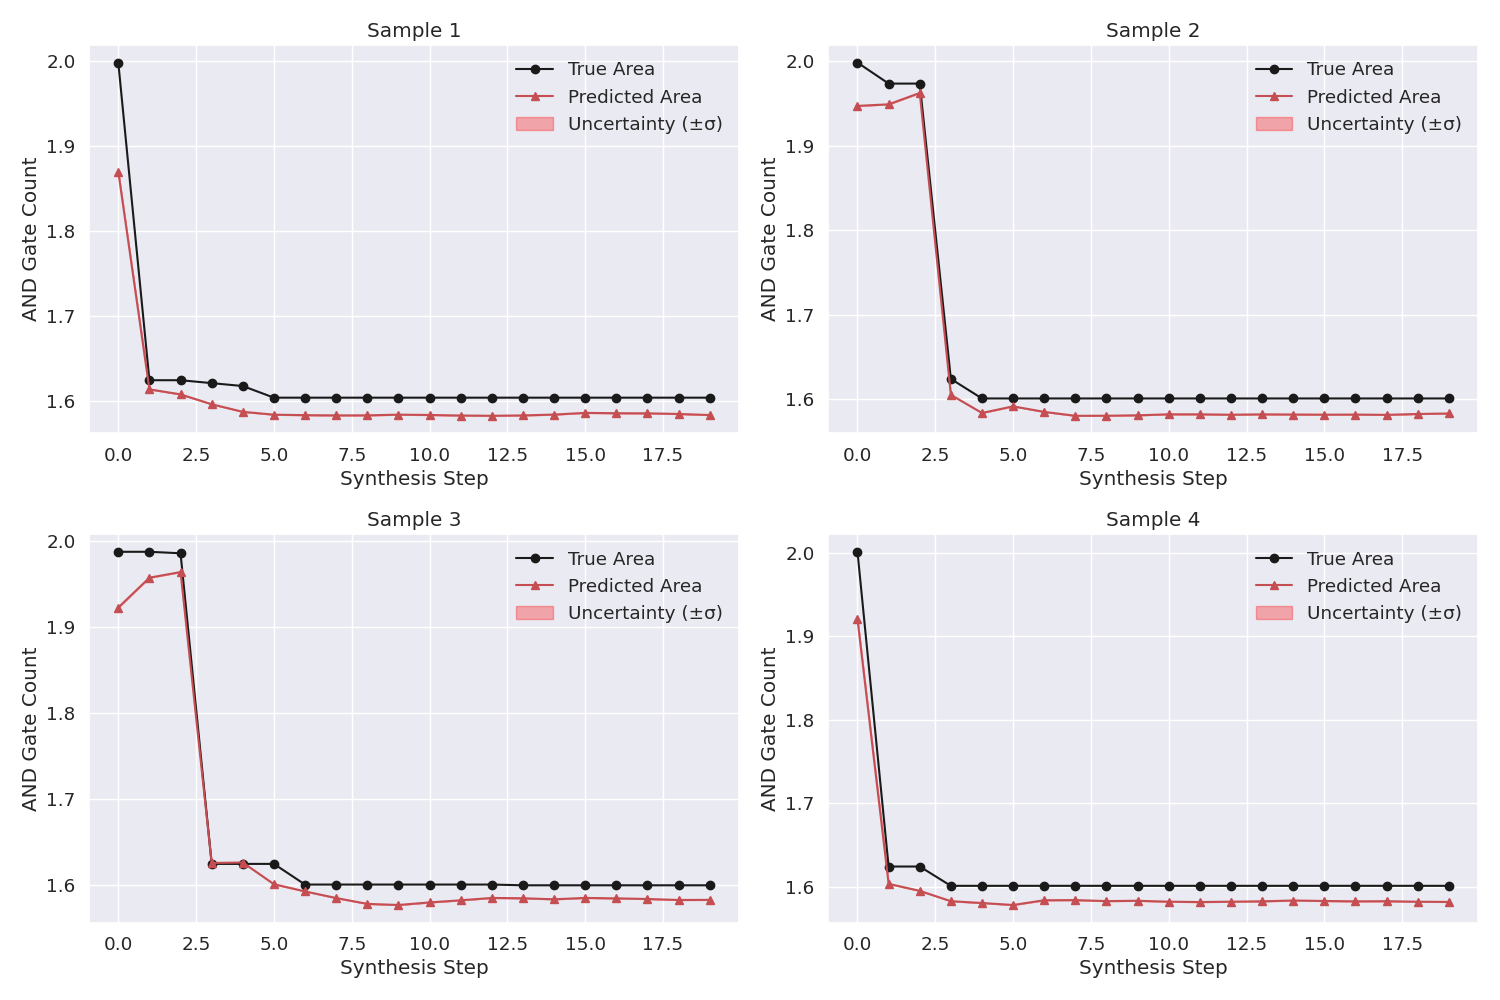 Sample 1
True Area
Predicted Area
Uncertainty (±σ)
AND Gate Count
2.0
1.9
1.8
1.7
1.6
0.0 2.5 5.0 7.5 10.0 12.5 15.0 17.5
Synthesis Step
Sample 2
True Area
Predicted Area
Uncertainty (±σ)
AND Gate Count
2.0
1.9
1.8
1.7
1.6
0.0 2.5 5.0 7.5 10.0 12.5 15.0 17.5
Synthesis Step
Sample 3
True Area
Predicted Area
Uncertainty (±σ)
AND Gate Count
2.0
1.9
1.8
1.7
1.6
0.0 2.5 5.0 7.5 10.0 12.5 15.0 17.5
Synthesis Step
Sample 4
True Area
Predicted Area
Uncertainty (±σ)
AND Gate Count
2.0
1.9
1.8
1.7
1.6
0.0 2.5 5.0 7.5 10.0 12.5 15.0 17.5
Synthesis Step